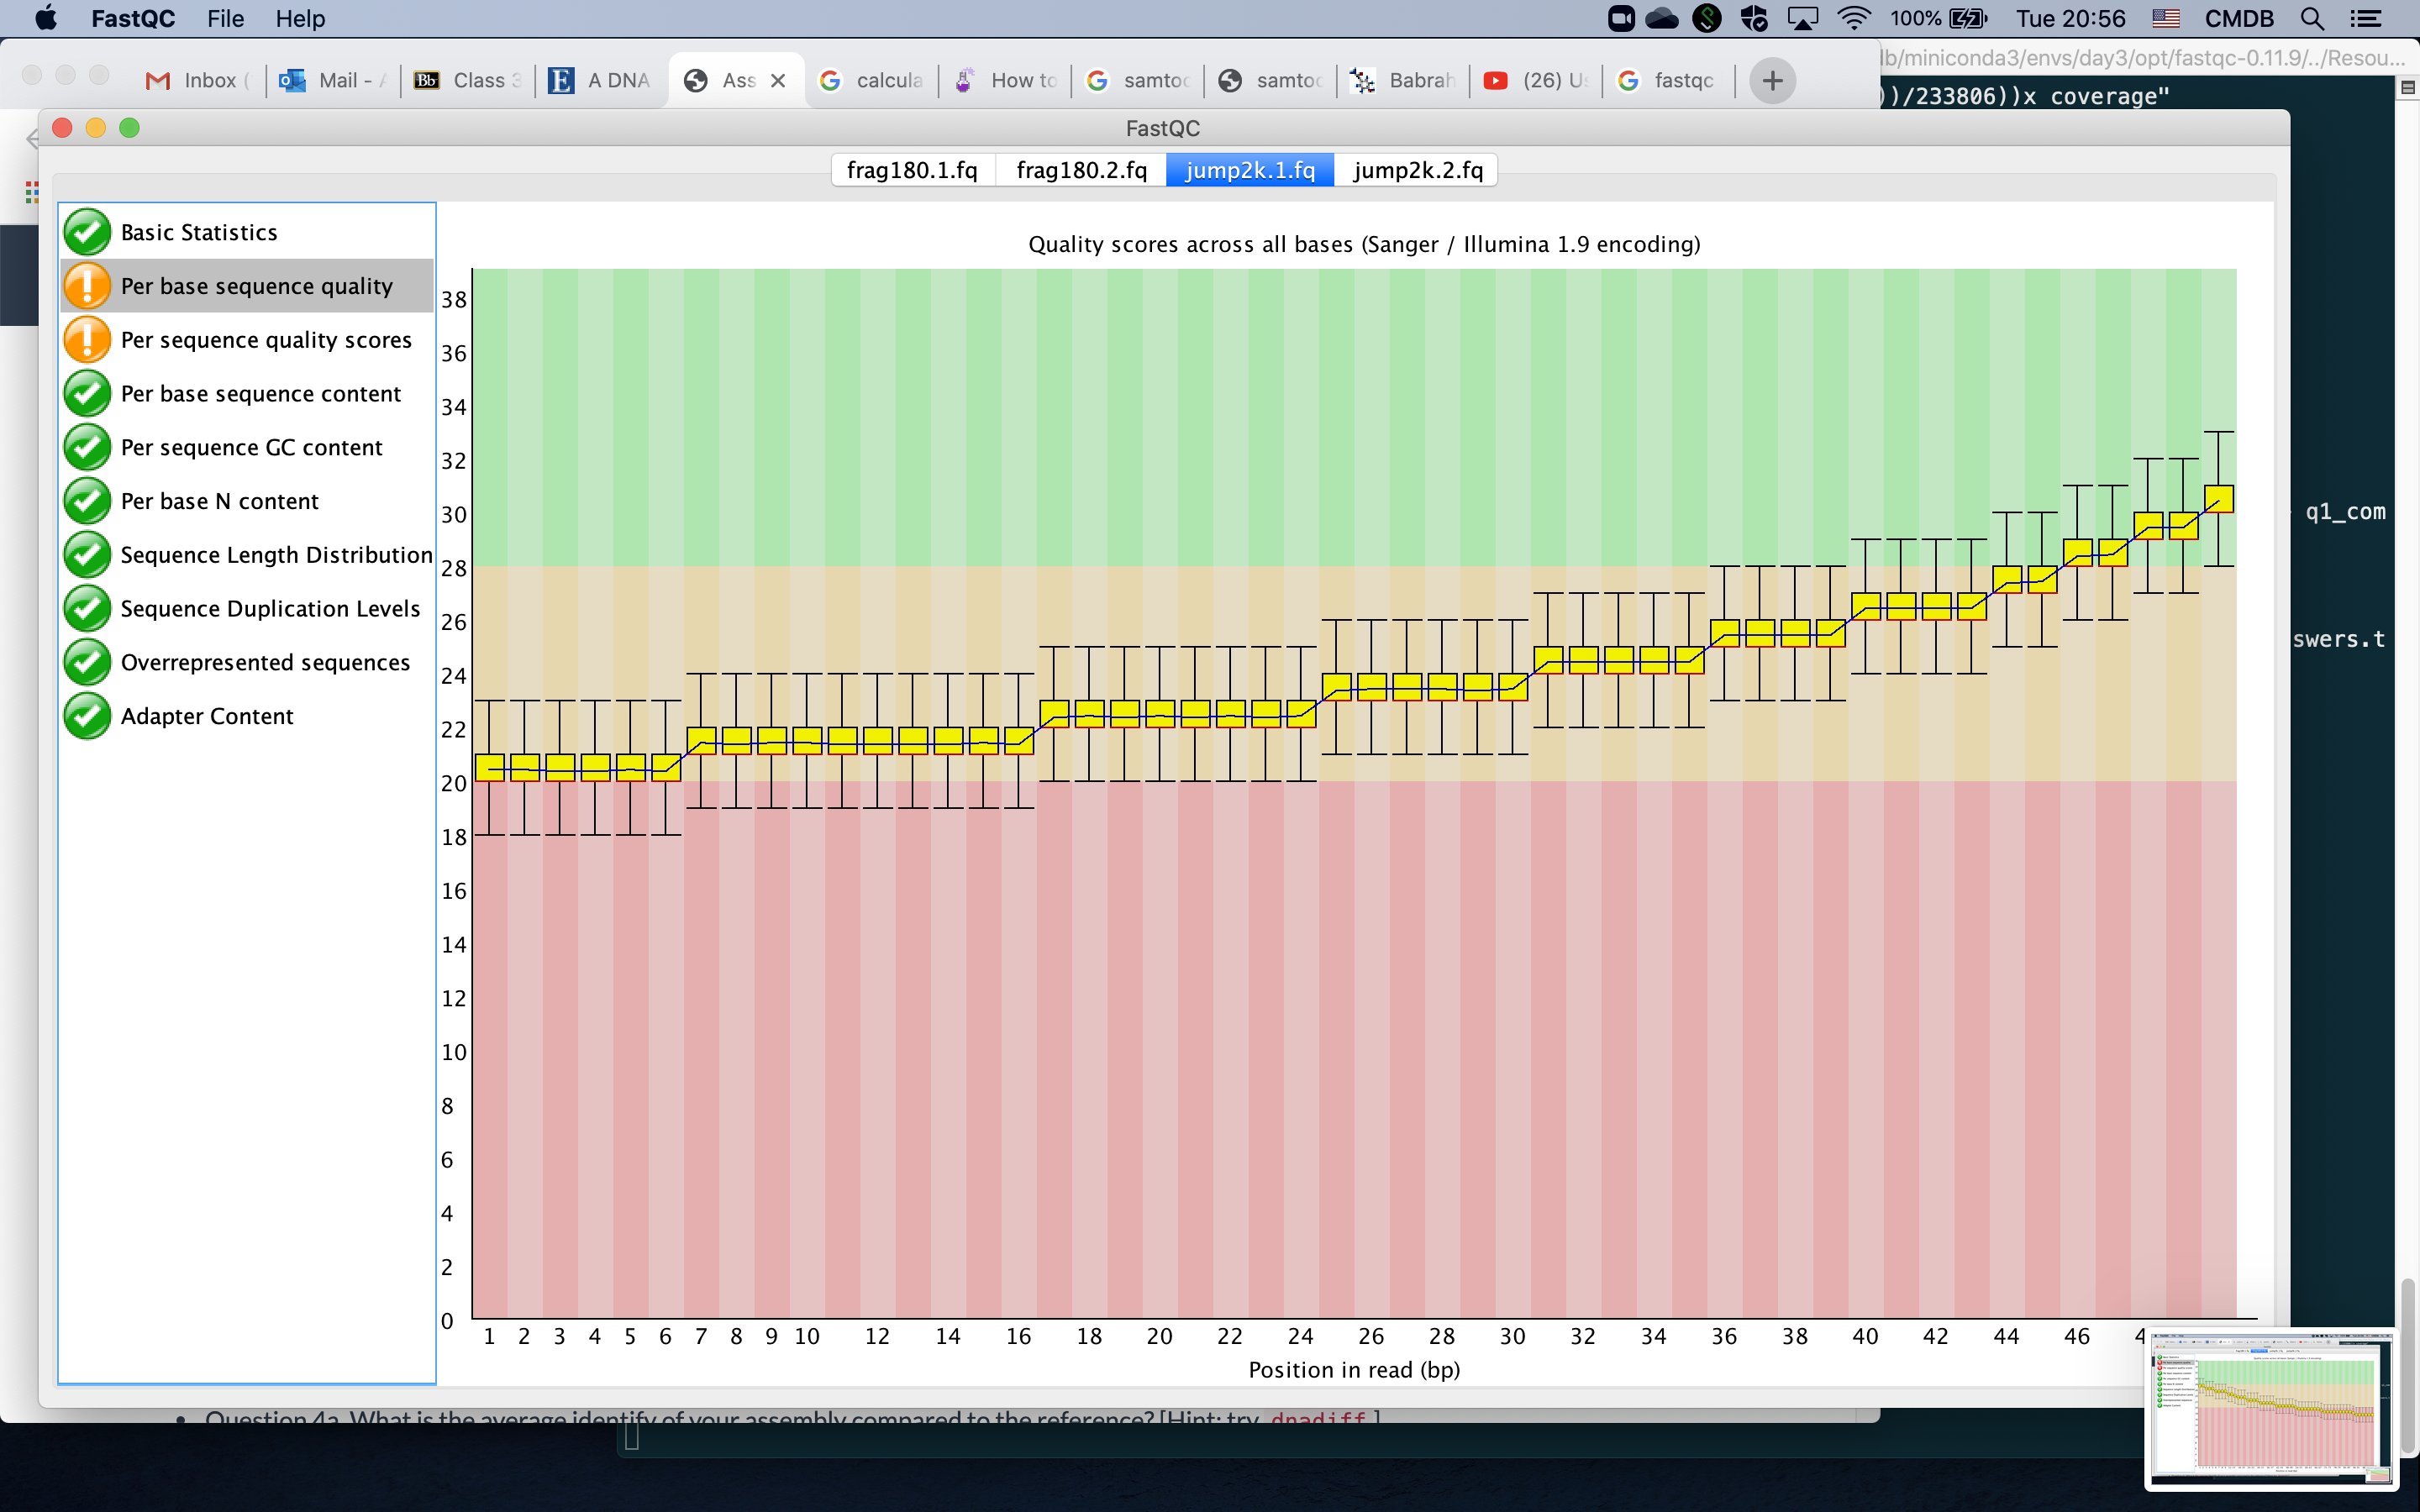 FastQC File Help 100% Tue 20:56 CMDB
Inbox ( Mail - Bb Class 3 A DNA Ass calcula How to samtoo samtoo Babrah (26) Us fastqc
lb/miniconda3/envs/day3/opt/fastqc-0.11.9/../Resou...
))/233806))x coverage"
FastQC
frag180.1.fq frag180.2.fq jump2k.1.fq jump2k.2.fq
Basic Statistics
Per base sequence quality
Per sequence quality scores
Per base sequence content
Per sequence GC content
Per base N content
Sequence Length Distribution
Sequence Duplication Levels
Overrepresented sequences
Adapter Content
Quality scores across all bases (Sanger / Illumina 1.9 encoding)
38
36
34
32
30
28
26
24
22
20
18
16
14
12
10
8
6
4
2
0
1 2 3 4 5 6 7 8 9 10 12 14 16 18 20 22 24 26 28 30 32 34 36 38 40 42 44 46
Position in read (bp)
q1_com
swers.t
Question 4a. What is the average identify of your assembly compared to the reference? [Hint: try dnadiff ]